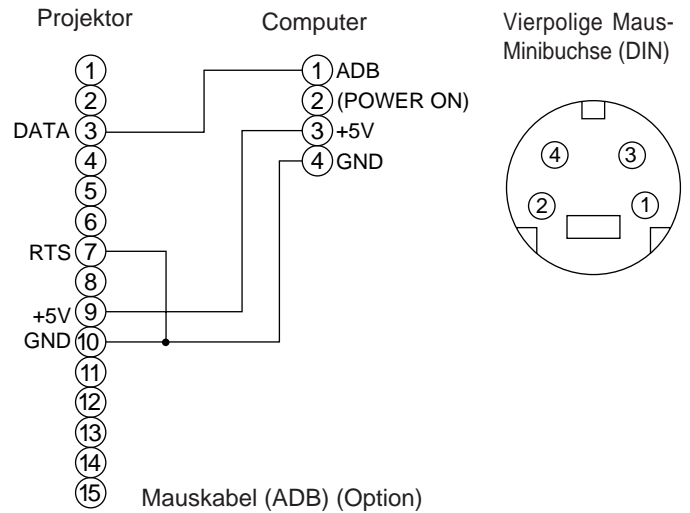 Projektor
Computer
Vierpolige Maus-
Minibuchse (DIN)
1
2
DATA 3
4
5
6
RTS 7
8
+5V 9
GND 10
11
12
13
14
15
1 ADB
2 (POWER ON)
3 +5V
4 GND
4
3
2
1
Mauskabel (ADB) (Option)